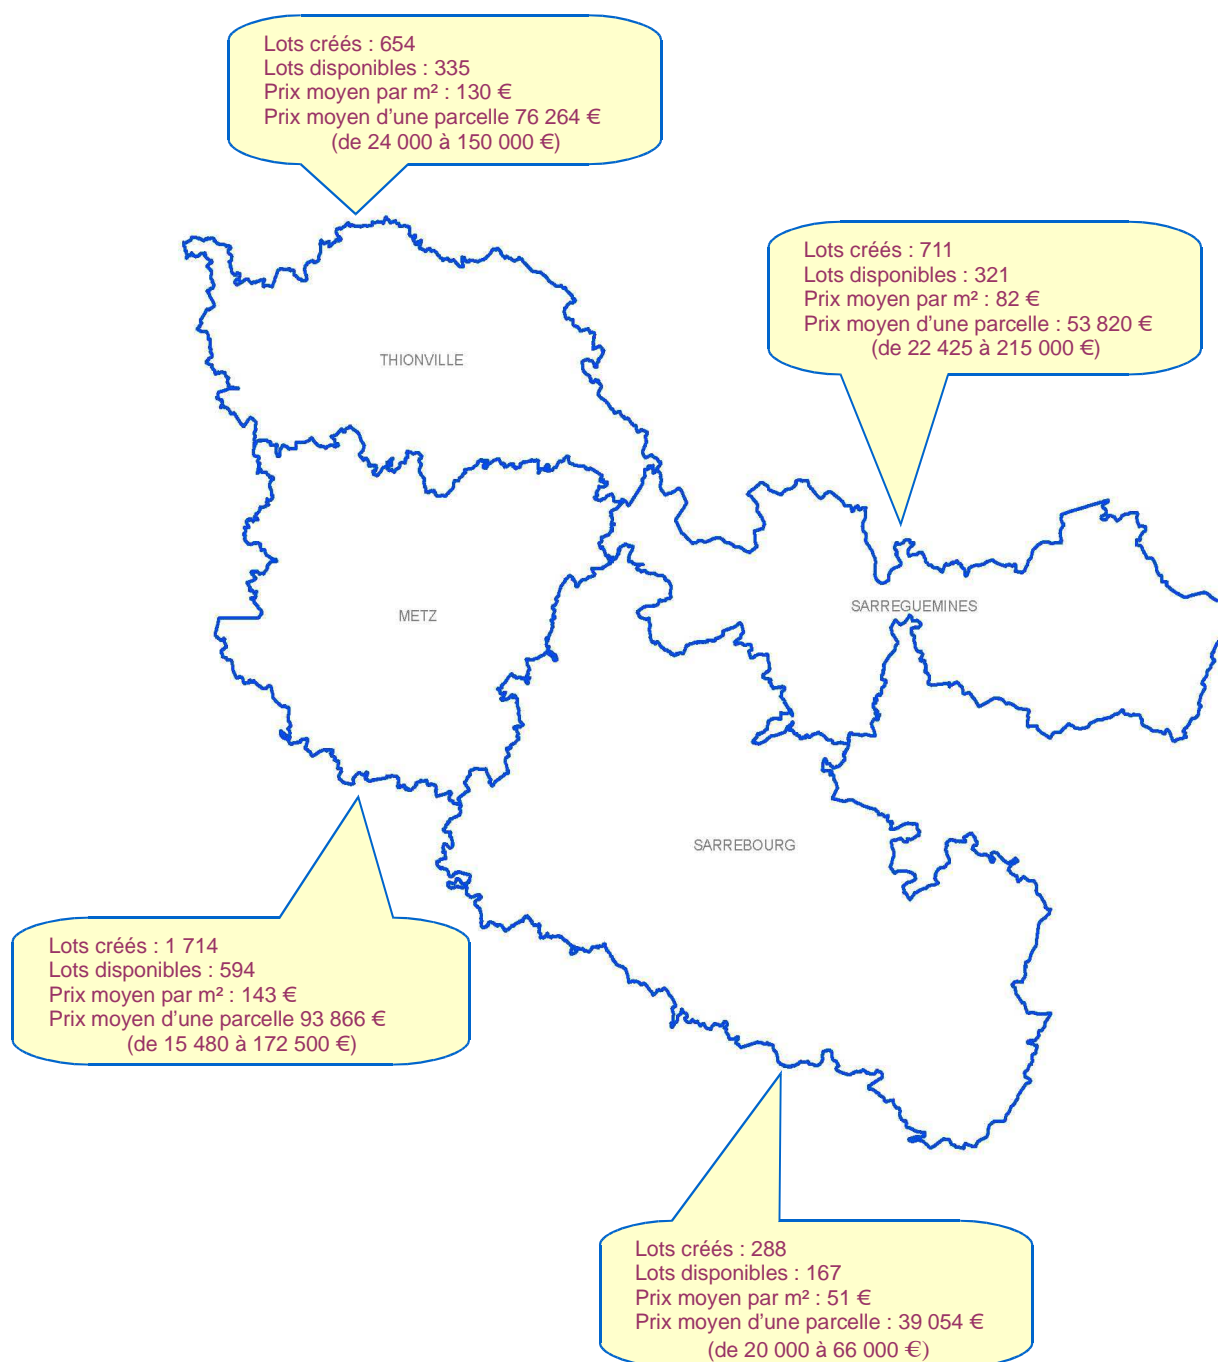 Lots créés : 654
Lots disponibles : 335
Prix moyen par m² : 130 €
Prix moyen d'une parcelle 76 264 €
(de 24 000 à 150 000 €)
Lots créés : 711
Lots disponibles : 321
Prix moyen par m² : 82 €
Prix moyen d'une parcelle : 53 820 €
(de 22 425 à 215 000 €)
THIONVILLE
METZ
SARREGUEMINES
SARREBOURG
Lots créés : 1 714
Lots disponibles : 594
Prix moyen par m² : 143 €
Prix moyen d'une parcelle 93 866 €
(de 15 480 à 172 500 €)
Lots créés : 288
Lots disponibles : 167
Prix moyen par m² : 51 €
Prix moyen d'une parcelle : 39 054 €
(de 20 000 à 66 000 €)